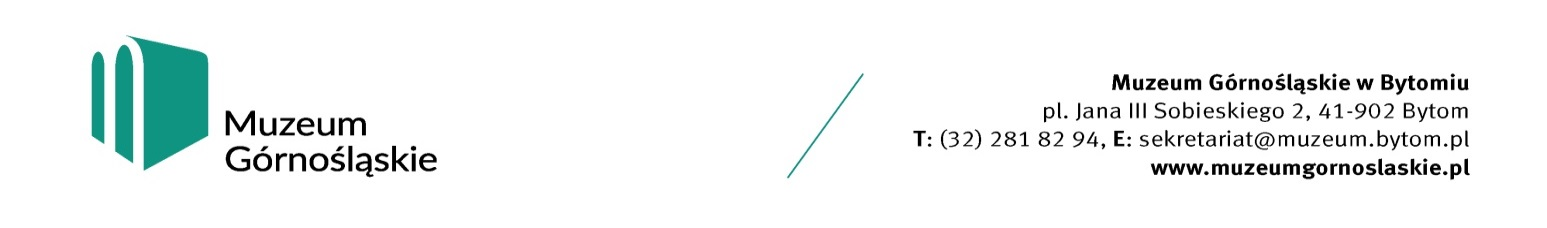 Muzeum
Górnośląskie
Muzeum Górnośląskie w Bytomiu
pl. Jana III Sobieskiego 2, 41-902 Bytom
T: (32) 281 82 94, E: sekretariat@muzeum.bytom.pl
www.muzeumgornoslaskie.pl